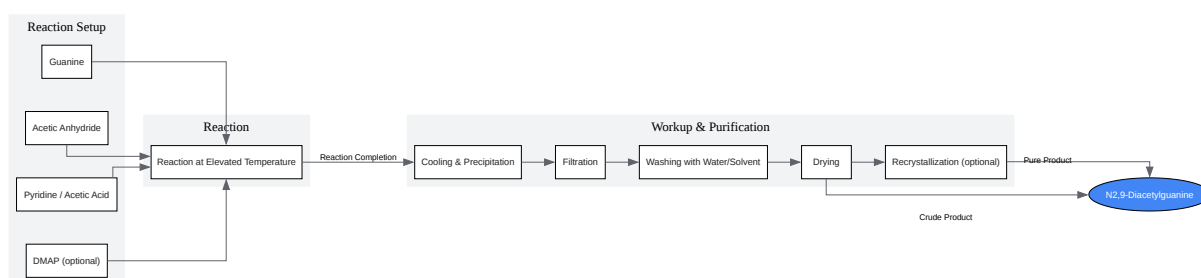 Reaction Setup
Guanine
Acetic Anhydride
Pyridine / Acetic Acid
DMAP (optional)
Reaction
Reaction at Elevated Temperature
Reaction Completion
Workup & Purification
Cooling & Precipitation
Filtration
Washing with Water/Solvent
Drying
Recrystallization (optional)
Pure Product
Crude Product
N2,9-Diacetylguanine